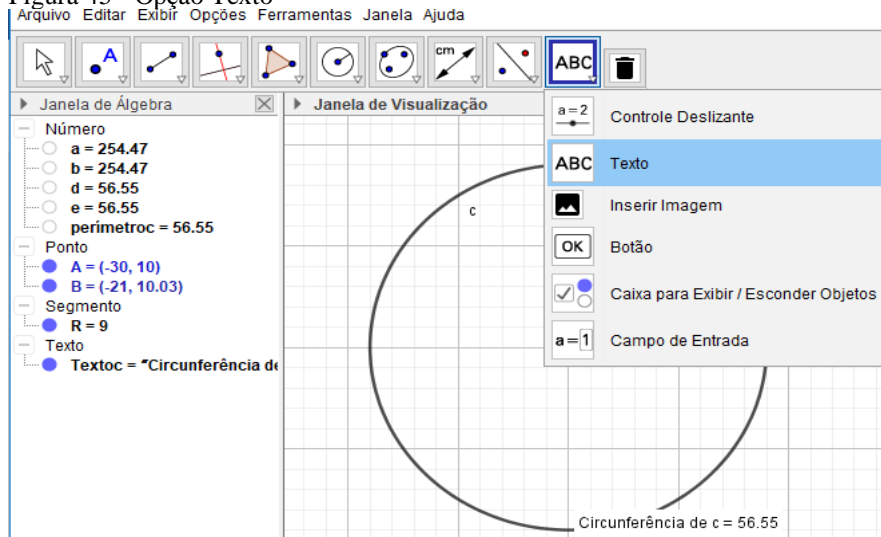 Figura 45 - Opção Texto
Arquivo Editar Exibir Opções Ferramentas Janela Ajuda
A
cm
ABC
Janela de Álgebra
Número
a = 254.47
b = 254.47
d = 56.55
e = 56.55
perímetroc = 56.55
Ponto
A = (-30, 10)
B = (-21, 10.03)
Segmento
R = 9
Texto
Textoc = "Circunferência de
Janela de Visualização
c
Circunferência de c = 56.55
a=2
Controle Deslizante
ABC
Texto
Inserir Imagem
OK
Botão
Caixa para Exibir / Esconder Objetos
a=1
Campo de Entrada